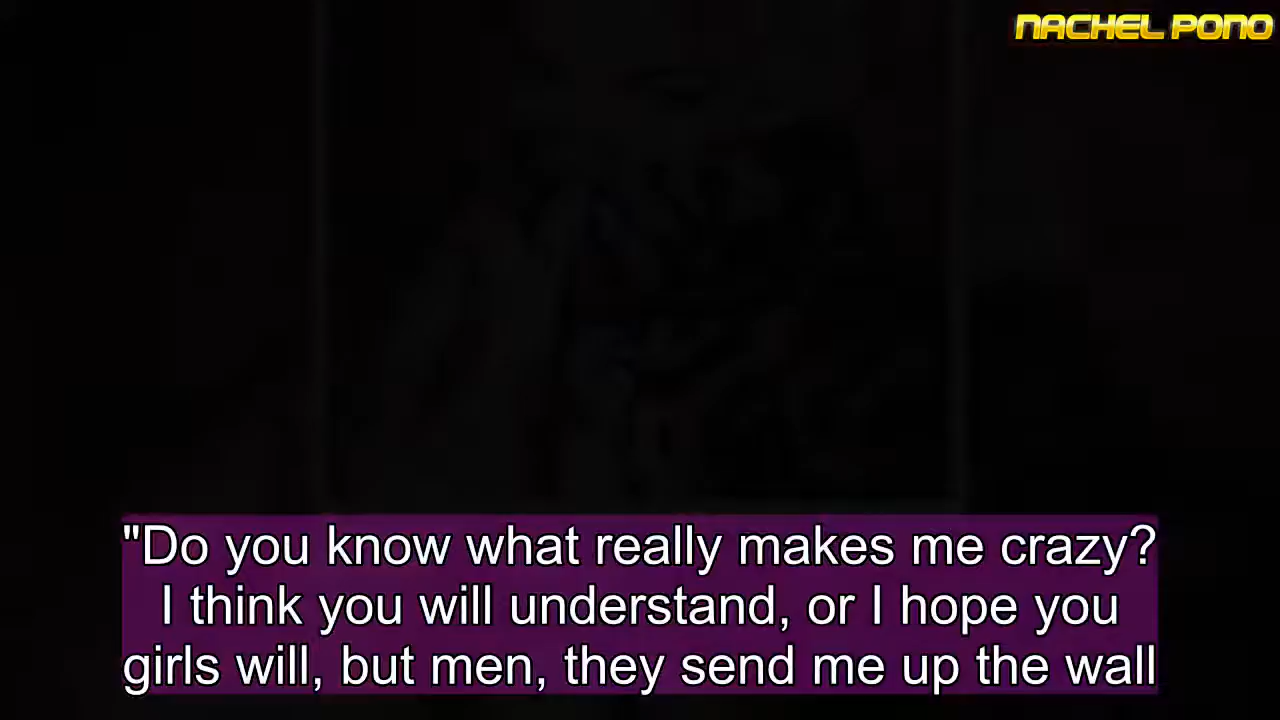 NACHEL PONO
"Do you know what really makes me crazy?
I think you will understand, or I hope you
girls will, but men, they send me up the wall